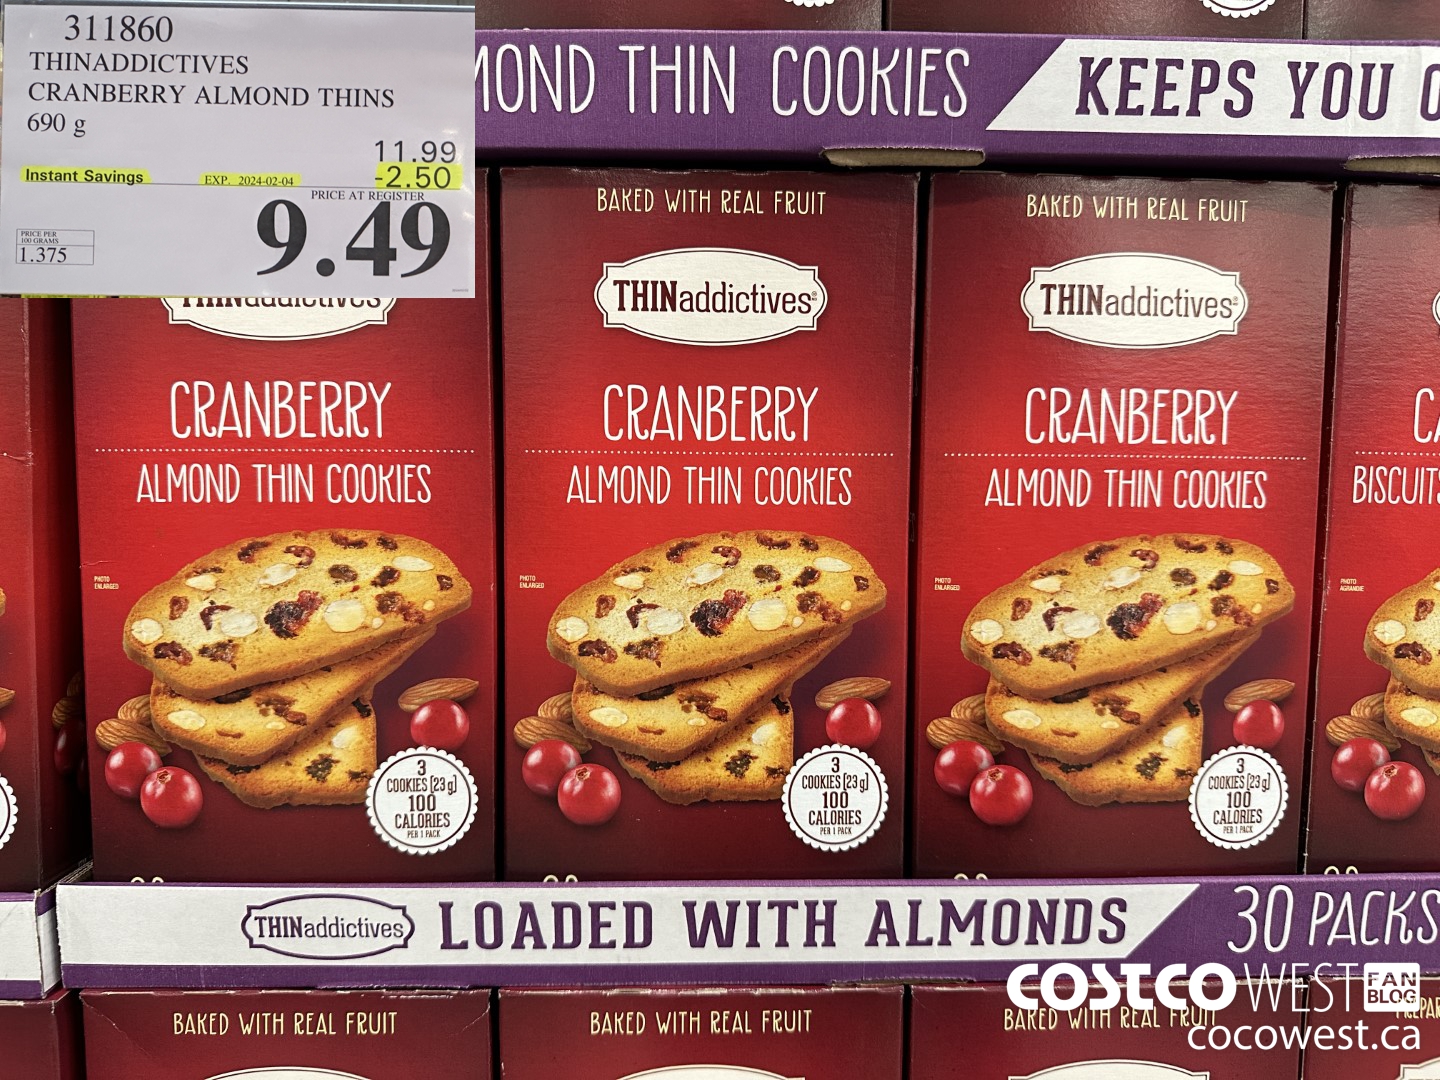 311860
THINADDICTIVES
CRANBERRY ALMOND THINS
690 g
11.99
Instant Savings EXP. 2024-02-04 -2.50
PRICE AT REGISTER
9.49
PRICE PER
100 GRAMS
1.375
MOND THIN COOKIES KEEPS YOU
BAKED WITH REAL FRUIT
THINaddictives®
CRANBERRY
ALMOND THIN COOKIES
PHOTO
ENLARGED
3
COOKIES (23 g)
100
CALORIES
PER 1 PACK
BAKED WITH REAL FRUIT
THINaddictives®
CRANBERRY
ALMOND THIN COOKIES
PHOTO
ENLARGED
3
COOKIES (23 g)
100
CALORIES
PER 1 PACK
THINaddictives
CRANBERRY
ALMOND THIN COOKIES
PHOTO
ENLARGED
3
COOKIES (23 g)
100
CALORIES
PER 1 PACK
BISCUITS
PHOTO
AGRANDIE
THINaddictives LOADED WITH ALMONDS 30 PACKS
BAKED WITH REAL FRUIT
BAKED WITH REAL FRUIT
BAKED WITH REAL FRUIT
COSTCO WEST FAN BLOG
cocowest.ca